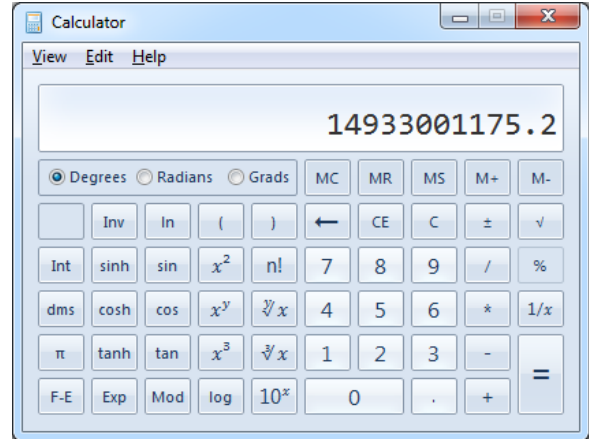 Calculator
View Edit Help
14933001175.2
Degrees Radians Grads MC MR MS M+ M-
Inv ln ( ) ← CE C ± √
Int sinh sin x² n! 7 8 9 / %
dms cosh cos xʸ ʸ√x 4 5 6 * 1/x
π tanh tan x³ ³√x 1 2 3 - =
F-E Exp Mod log 10ˣ 0 . +